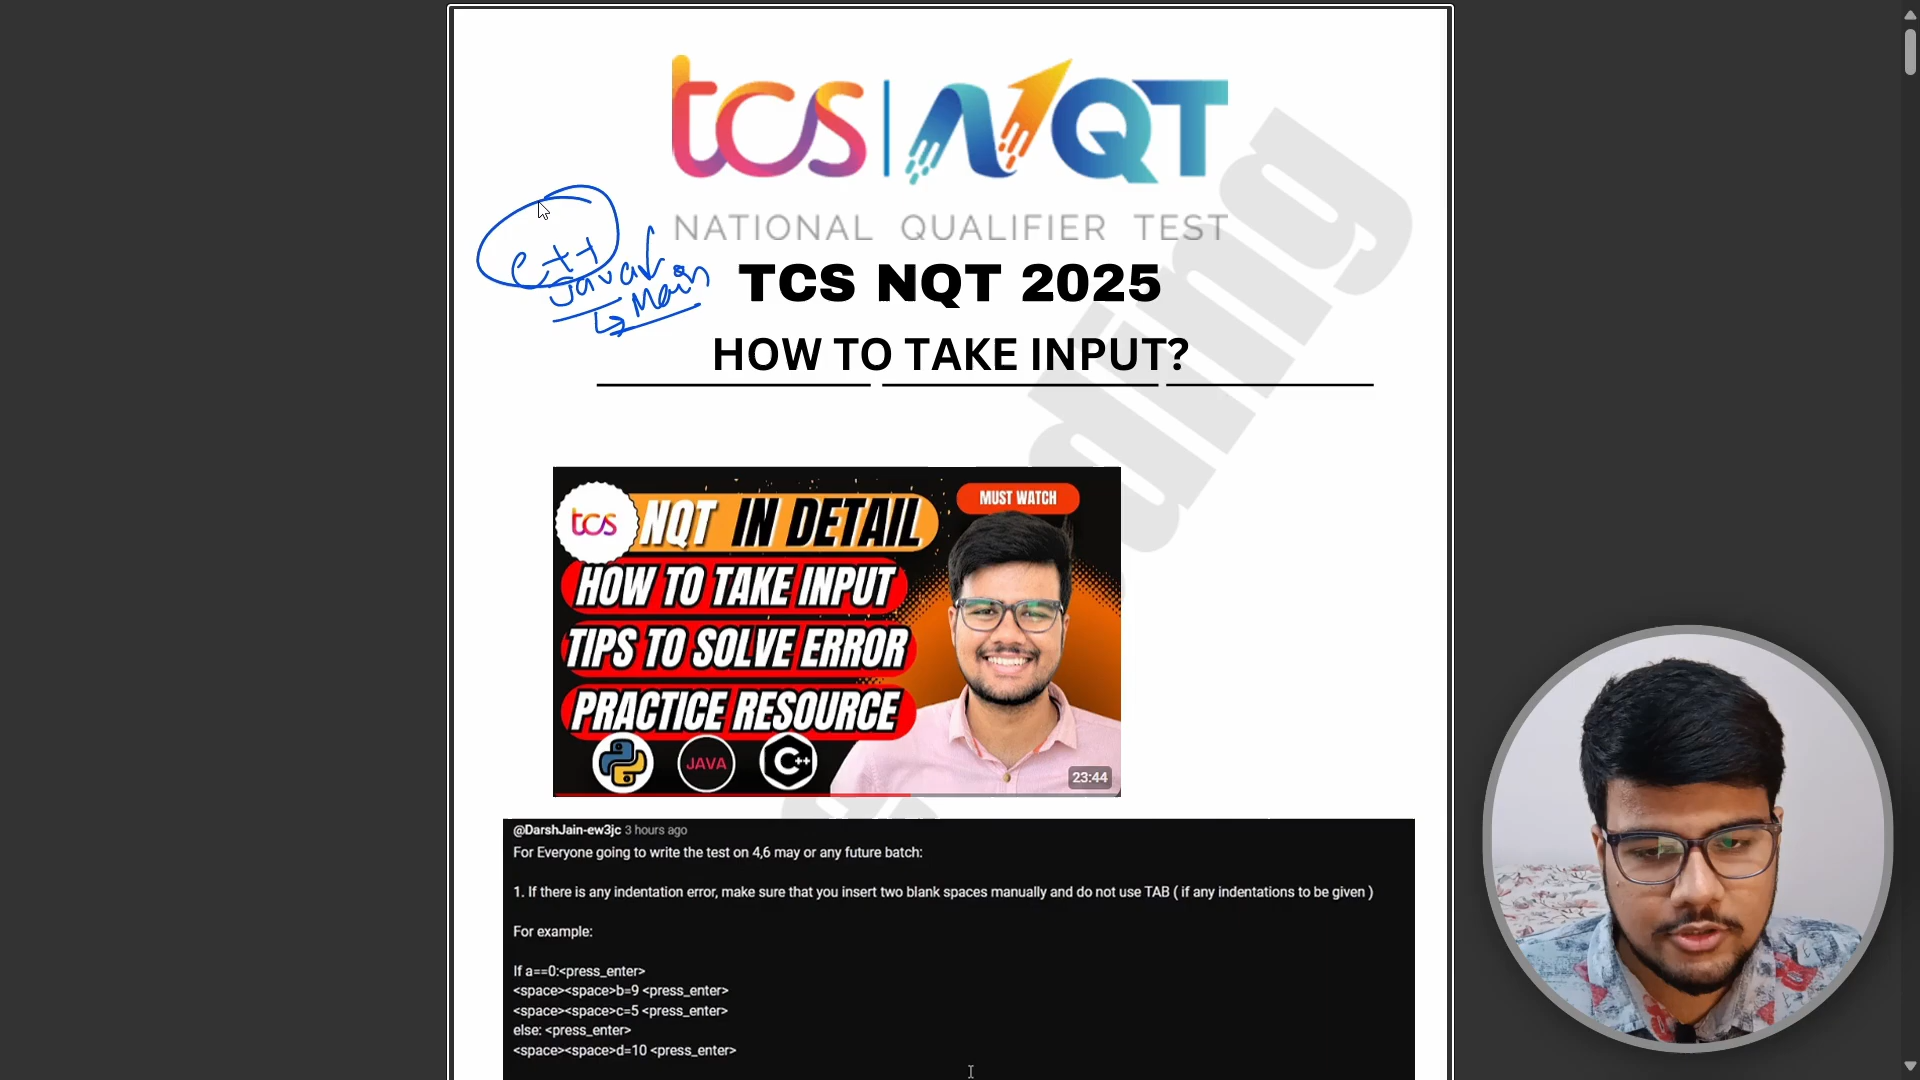 tcs | NQT
NATIONAL QUALIFIER TEST
C++
Java
Main
TCS NQT 2025
HOW TO TAKE INPUT?
MUST WATCH
tcs NQT IN DETAIL
HOW TO TAKE INPUT
TIPS TO SOLVE ERROR
PRACTICE RESOURCE
JAVA C++
23:44
@DarshJain-ew3jc 3 hours ago
For Everyone going to write the test on 4,6 may or any future batch:
1. If there is any indentation error, make sure that you insert two blank spaces manually and do not use TAB ( if any indentations to be given )
For example:
If a==0:<press_enter>
<space><space>b=9 <press_enter>
<space><space>c=5 <press_enter>
else: <press_enter>
<space><space>d=10 <press_enter>